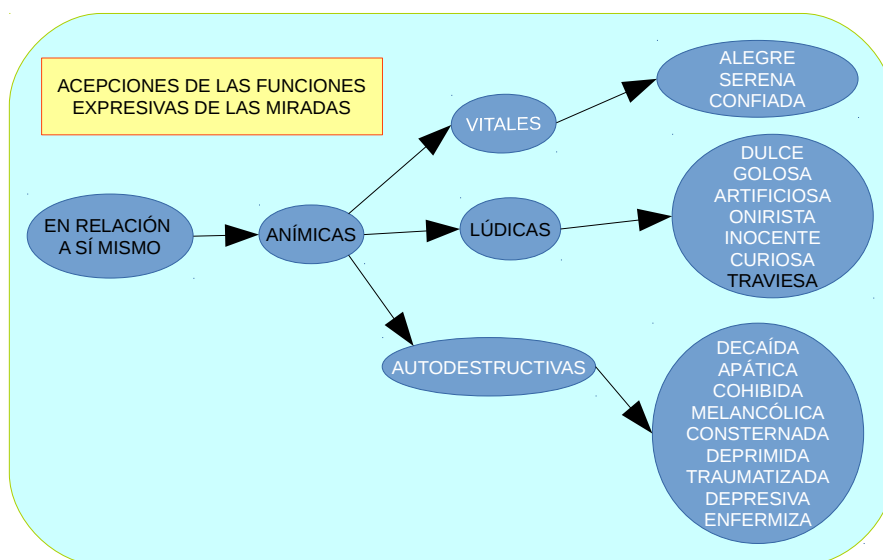 ACEPCIONES DE LAS FUNCIONES
EXPRESIVAS DE LAS MIRADAS
EN RELACIÓN
A SÍ MISMO
ANÍMICAS
VITALES
ALEGRE
SERENA
CONFIADA
LÚDICAS
DULCE
GOLOSA
ARTIFICIOSA
ONIRISTA
INOCENTE
CURIOSA
TRAVIESA
AUTODESTRUCTIVAS
DECAÍDA
APÁTICA
COHIBIDA
MELANCÓLICA
CONSTERNADA
DEPRIMIDA
TRAUMATIZADA
DEPRESIVA
ENFERMIZA